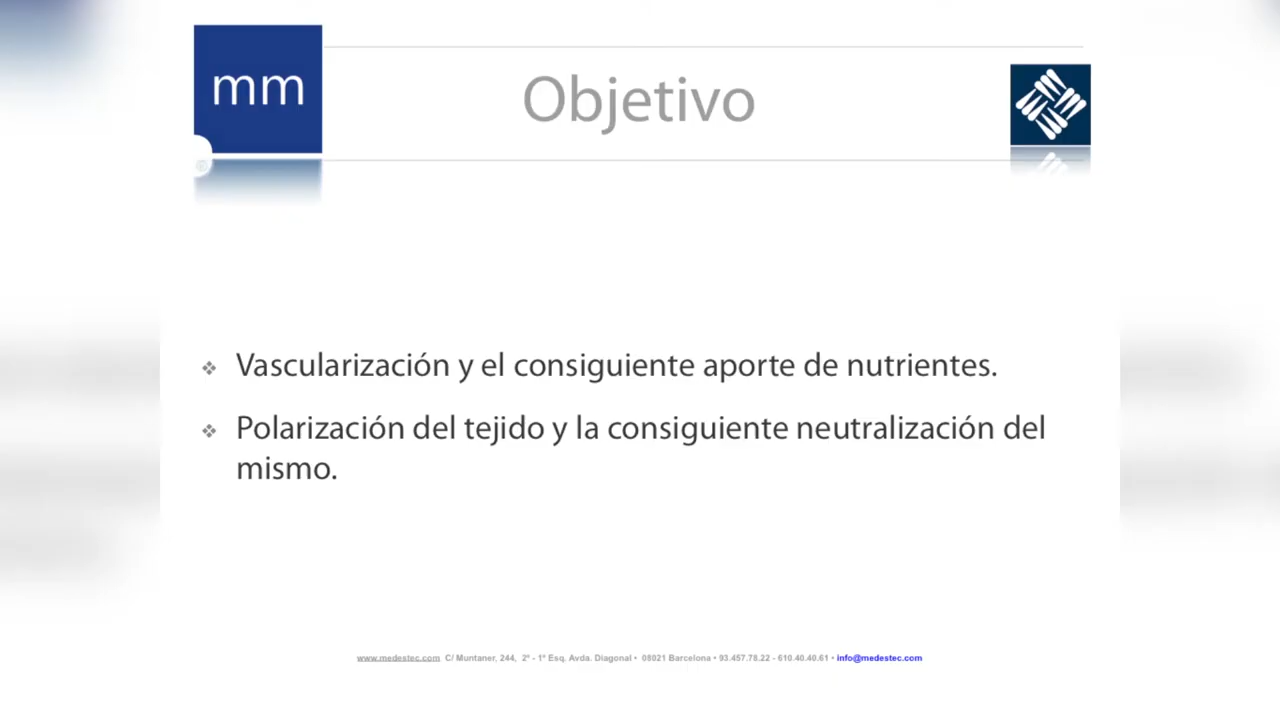 mm
Objetivo
Vascularización y el consiguiente aporte de nutrientes.
Polarización del tejido y la consiguiente neutralización del
mismo.
www.medestec.com C/ Muntaner, 244, 2º - 1ª Esq. Avda. Diagonal • 08021 Barcelona • 93.457.78.22 - 610.40.40.61 • info@medestec.com